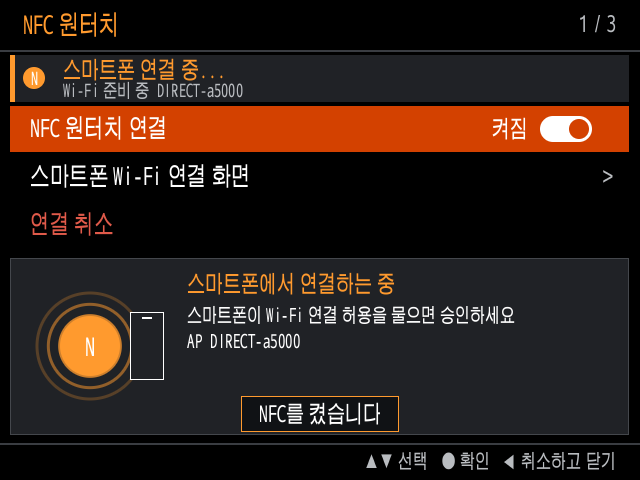 NFC 원터치
1 / 3
N
스마트폰 연결 중...
Wi-Fi 준비 중 DIRECT-a5000
NFC 원터치 연결
켜짐
스마트폰 Wi-Fi 연결 화면
>
연결 취소
스마트폰에서 연결하는 중
스마트폰이 Wi-Fi 연결 허용을 물으면 승인하세요
AP DIRECT-a5000
N
NFC를 켰습니다
▲▼ 선택 ● 확인 ◀ 취소하고 닫기